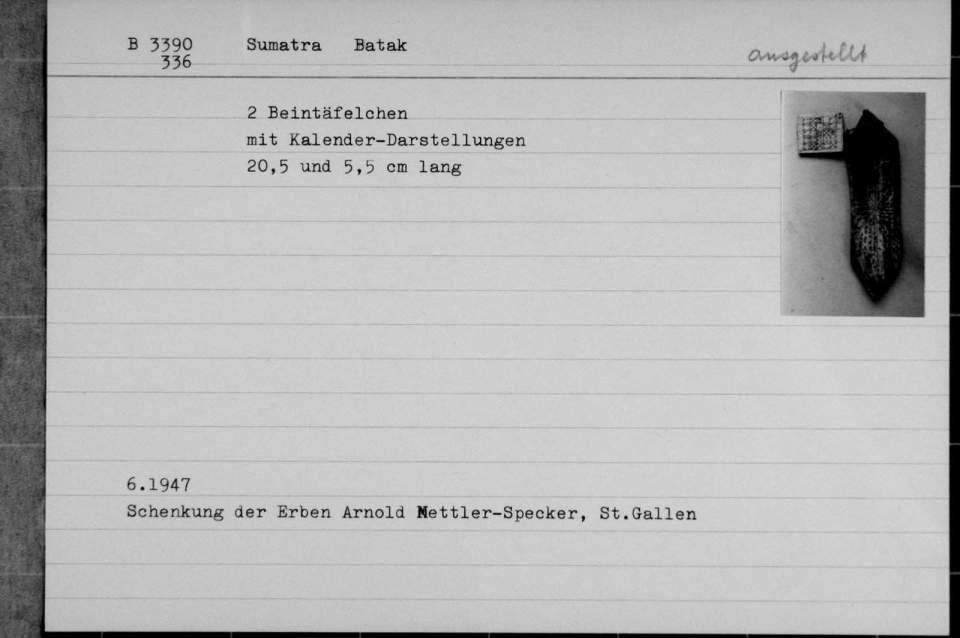 B 3390 Sumatra Batak
336
ausgestellt
2 Beintäfelchen
mit Kalender-Darstellungen
20,5 und 5,5 cm lang
6.1947
Schenkung der Erben Arnold Mettler-Specker, St.Gallen